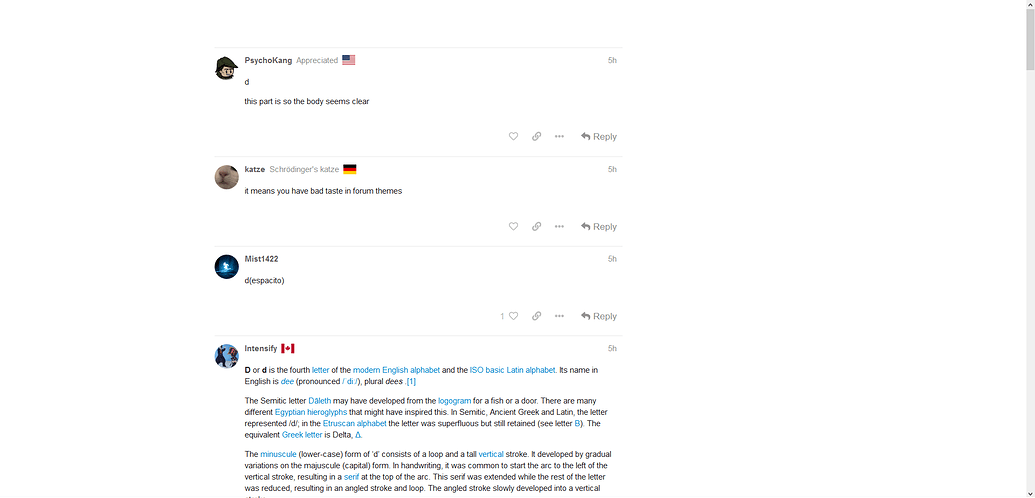 PsychoKang Appreciated 5h
d
this part is so the body seems clear
Reply
katze Schrödinger's katze 5h
it means you have bad taste in forum themes
Reply
Mist1422 5h
d(espacito)
1 Reply
Intensify 5h
D or d is the fourth letter of the modern English alphabet and the ISO basic Latin alphabet. Its name in
English is dee (pronounced /ˈdiː/), plural dees .[1]
The Semitic letter Dāleth may have developed from the logogram for a fish or a door. There are many
different Egyptian hieroglyphs that might have inspired this. In Semitic, Ancient Greek and Latin, the letter
represented /d/; in the Etruscan alphabet the letter was superfluous but still retained (see letter B). The
equivalent Greek letter is Delta, Δ.
The minuscule (lower-case) form of 'd' consists of a loop and a tall vertical stroke. It developed by gradual
variations on the majuscule (capital) form. In handwriting, it was common to start the arc to the left of the
vertical stroke, resulting in a serif at the top of the arc. This serif was extended while the rest of the letter
was reduced, resulting in an angled stroke and loop. The angled stroke slowly developed into a vertical